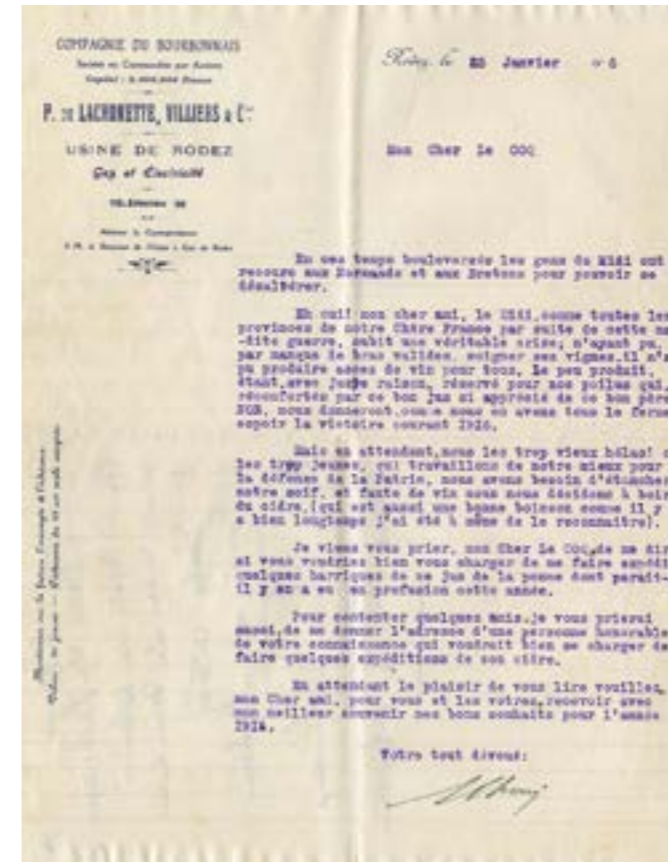 COMPAGNIE DU BOURBONNAIS
Société en Commandite par Actions
P. DE LACHOMETTE, VILLIERS & Cie
USINE DE RODEZ
Gaz et Électricité
Rodez, le 25 Janvier
Mon Cher Le COQ
En ces temps bouleversés les gens du Midi ont
recours aux Normands et aux Bretons pour pouvoir se
désaltérer.
Eh oui! mon cher ami, le Midi, comme toutes les
provinces de notre Chère France par suite de cette
-dite guerre, subit une véritable crise; n'ayant pu,
par manque de bras valides, soigner ses vignes, il n'a
pu produire assez de vin pour tous. Le peu produit,
étant, avec juste raison, réservé pour nos poilus qui,
réconfortés par ce bon jus si apprécié de ce bon père
nous donneront, comme nous en avons tous le ferme
espoir la victoire courant 1916.
Mais en attendant, nous les trop vieux hélas!
les trop jeunes, qui travaillons de notre mieux pour
la défense de la Patrie, nous avons besoin d'étancher
notre soif, et faute de vin nous nous décidons à
du cidre, (qui est aussi une bonne boisson comme il y
a bien longtemps j'ai été à même de le reconnaître).
Je viens vous prier, mon Cher Le COQ, de me dire
si vous voudriez bien vous charger de me faire
quelques barriques de ce jus de la pomme dont paraît
il y en a eu en profusion cette année.
Pour contenter quelques amis, je vous prierai
aussi, de me donner l'adresse d'une personne honorable
de votre connaissance qui voudrait bien se charger de
faire quelques expéditions de son cidre.
En attendant le plaisir de vous lire veuillez,
mon Cher ami, pour vous et les vôtres, recevoir avec
mon meilleur souvenir mes bons souhaits pour l'année
1916.
Votre tout dévoué: